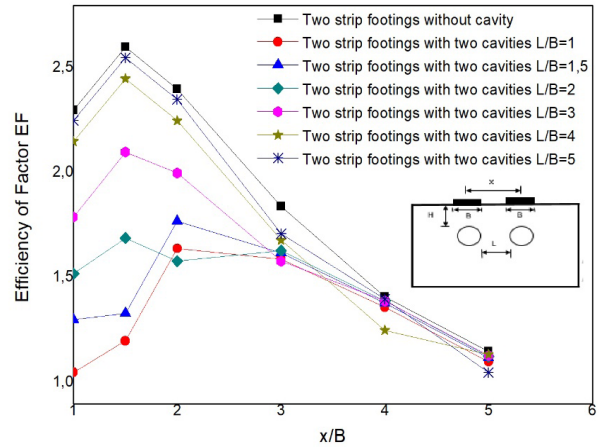 Two strip footings without cavity
Two strip footings with two cavities L/B=1
Two strip footings with two cavities L/B=1,5
Two strip footings with two cavities L/B=2
Two strip footings with two cavities L/B=3
Two strip footings with two cavities L/B=4
Two strip footings with two cavities L/B=5
Efficiency of Factor EF
2,5
2,0
1,5
1,0
X
H
B
B
L
1
2
3
4
5
6
x/B